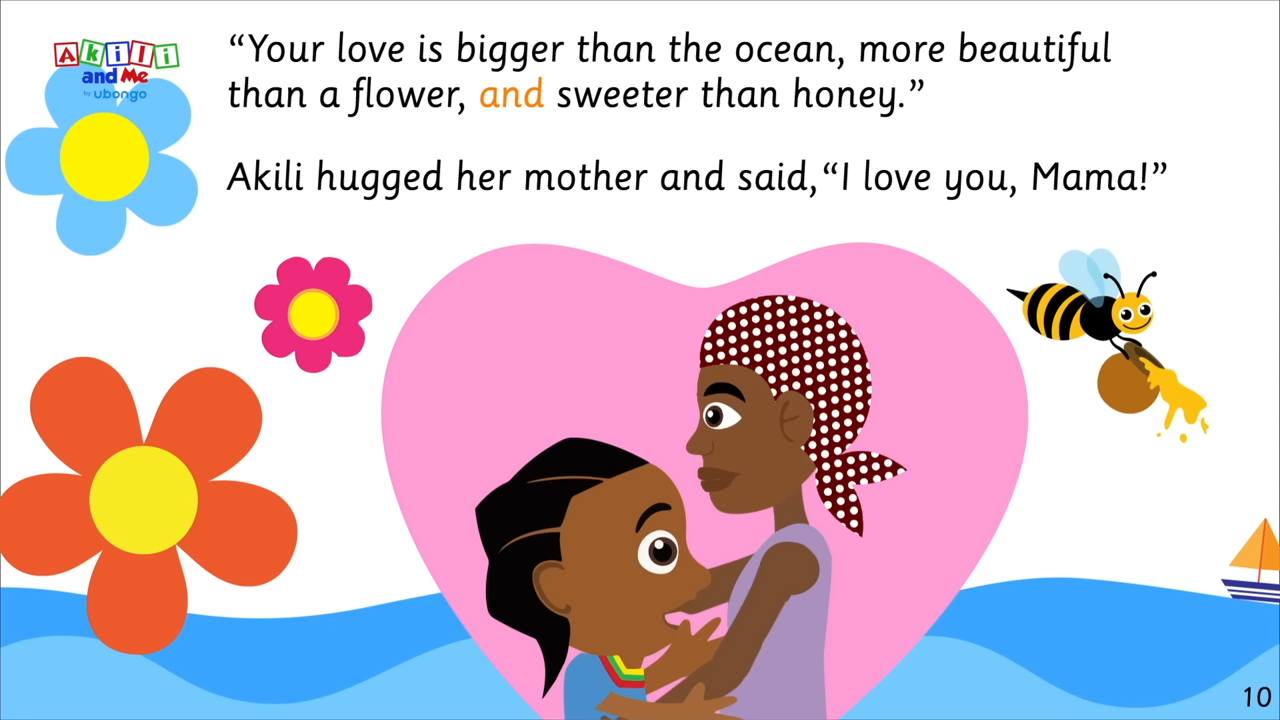 Akili
and Me
by ubongo
“Your love is bigger than the ocean, more beautiful
than a flower, and sweeter than honey.”
Akili hugged her mother and said,“I love you, Mama!”
10